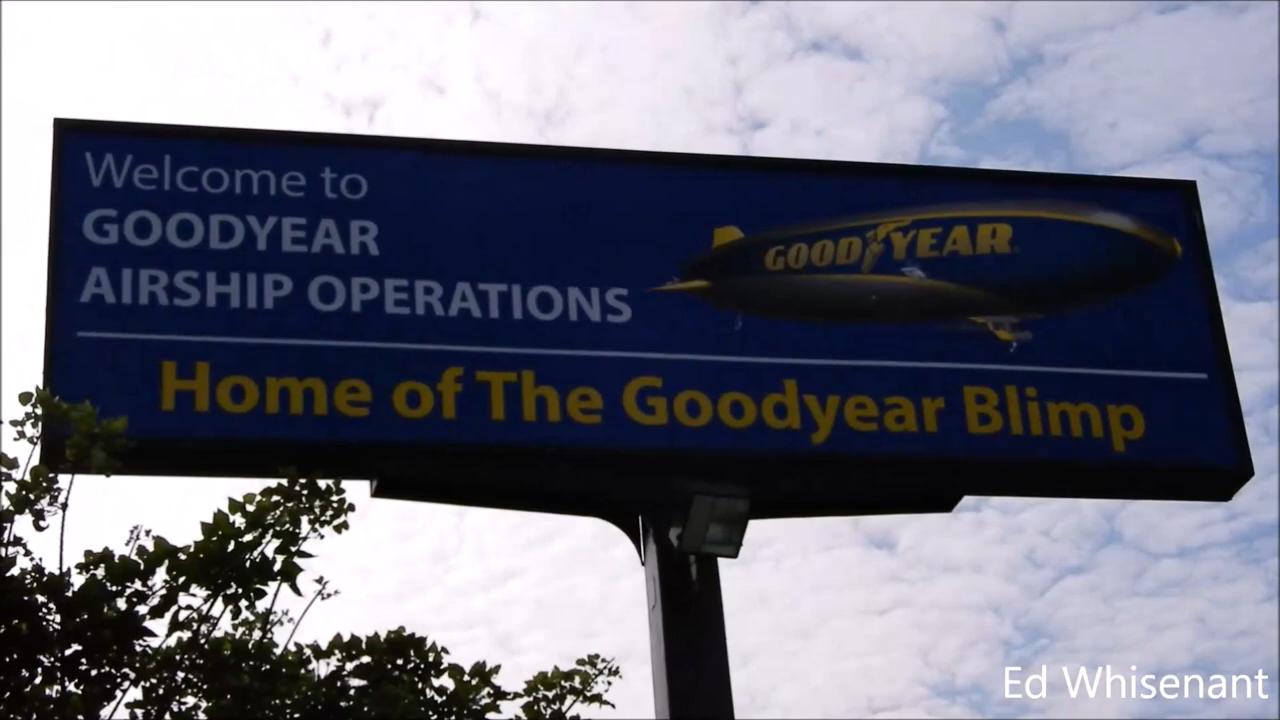 Welcome to
GOODYEAR
AIRSHIP OPERATIONS
GOODYEAR
Home of The Goodyear Blimp
Ed Whisenant